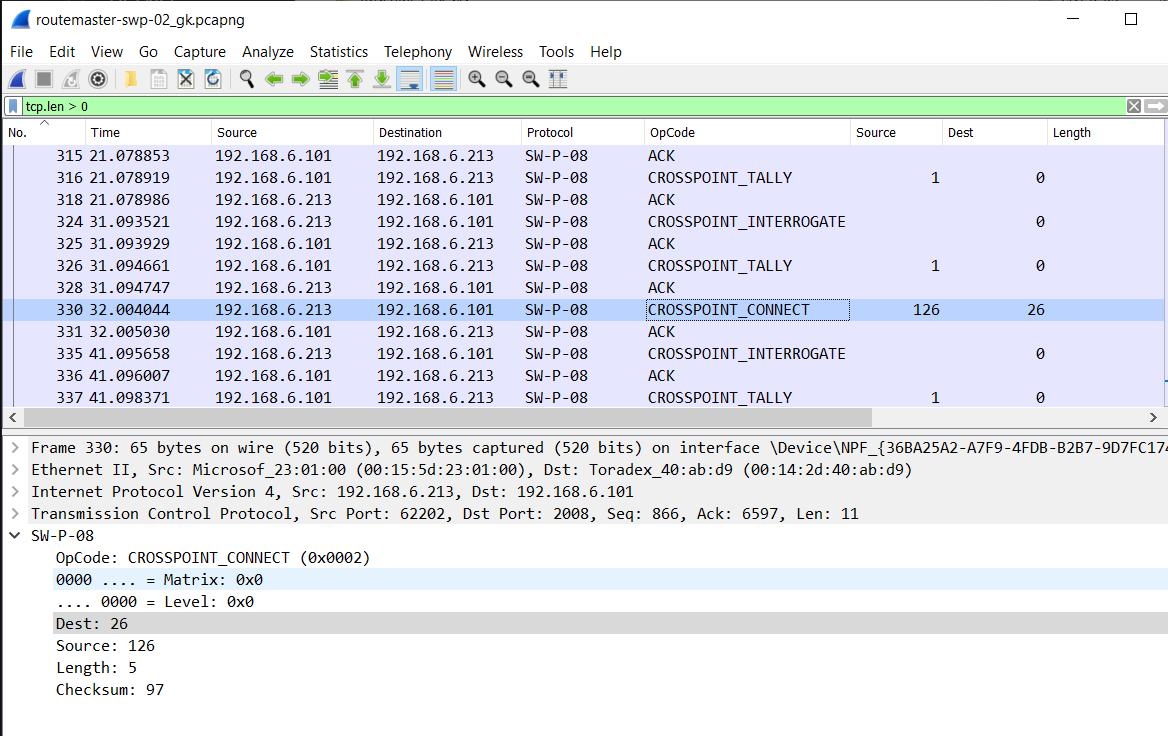 routemaster-swp-02_gk.pcapng
File Edit View Go Capture Analyze Statistics Telephony Wireless Tools Help
tcp.len > 0
No. Time Source Destination Protocol OpCode Source Dest Length
315 21.078853 192.168.6.101 192.168.6.213 SW-P-08 ACK
316 21.078919 192.168.6.101 192.168.6.213 SW-P-08 CROSSPOINT_TALLY 1 0
318 21.078986 192.168.6.213 192.168.6.101 SW-P-08 ACK
324 31.093521 192.168.6.213 192.168.6.101 SW-P-08 CROSSPOINT_INTERROGATE 0
325 31.093929 192.168.6.101 192.168.6.213 SW-P-08 ACK
326 31.094661 192.168.6.101 192.168.6.213 SW-P-08 CROSSPOINT_TALLY 1 0
328 31.094747 192.168.6.213 192.168.6.101 SW-P-08 ACK
330 32.004044 192.168.6.213 192.168.6.101 SW-P-08 CROSSPOINT_CONNECT 126 26
331 32.005030 192.168.6.101 192.168.6.213 SW-P-08 ACK
335 41.095658 192.168.6.213 192.168.6.101 SW-P-08 CROSSPOINT_INTERROGATE 0
336 41.096007 192.168.6.101 192.168.6.213 SW-P-08 ACK
337 41.098371 192.168.6.101 192.168.6.213 SW-P-08 CROSSPOINT_TALLY 1 0
Frame 330: 65 bytes on wire (520 bits), 65 bytes captured (520 bits) on interface \Device\NPF_{36BA25A2-A7F9-4FDB-B2B7-9D7FC174
Ethernet II, Src: Microsof_23:01:00 (00:15:5d:23:01:00), Dst: Toradex_40:ab:d9 (00:14:2d:40:ab:d9)
Internet Protocol Version 4, Src: 192.168.6.213, Dst: 192.168.6.101
Transmission Control Protocol, Src Port: 62202, Dst Port: 2008, Seq: 866, Ack: 6597, Len: 11
SW-P-08
OpCode: CROSSPOINT_CONNECT (0x0002)
0000 .... = Matrix: 0x0
.... 0000 = Level: 0x0
Dest: 26
Source: 126
Length: 5
Checksum: 97